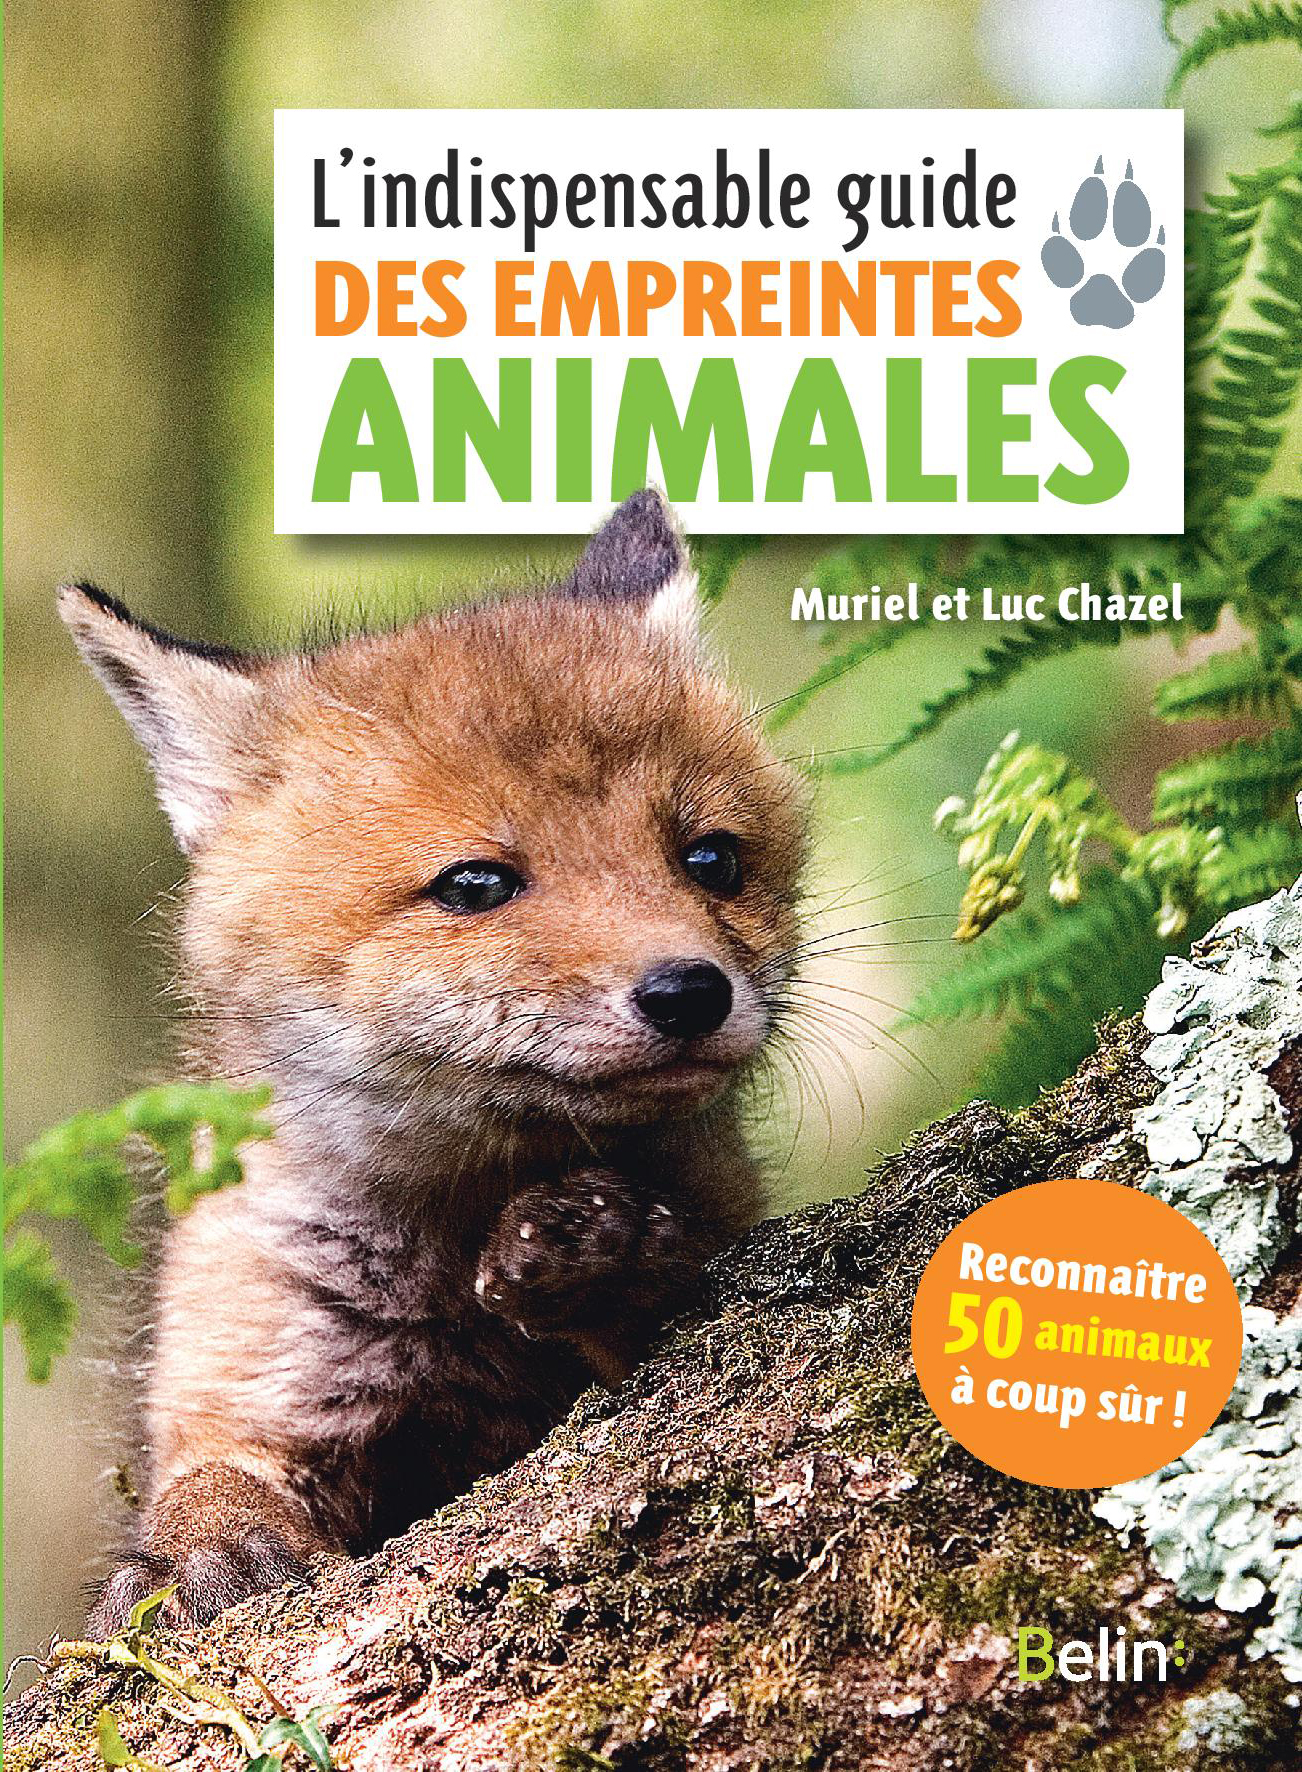 L'indispensable guide
DES EMPREINTES
ANIMALES
Muriel et Luc Chazel
Reconnaître
50 animaux
à coup sûr !
Belin: